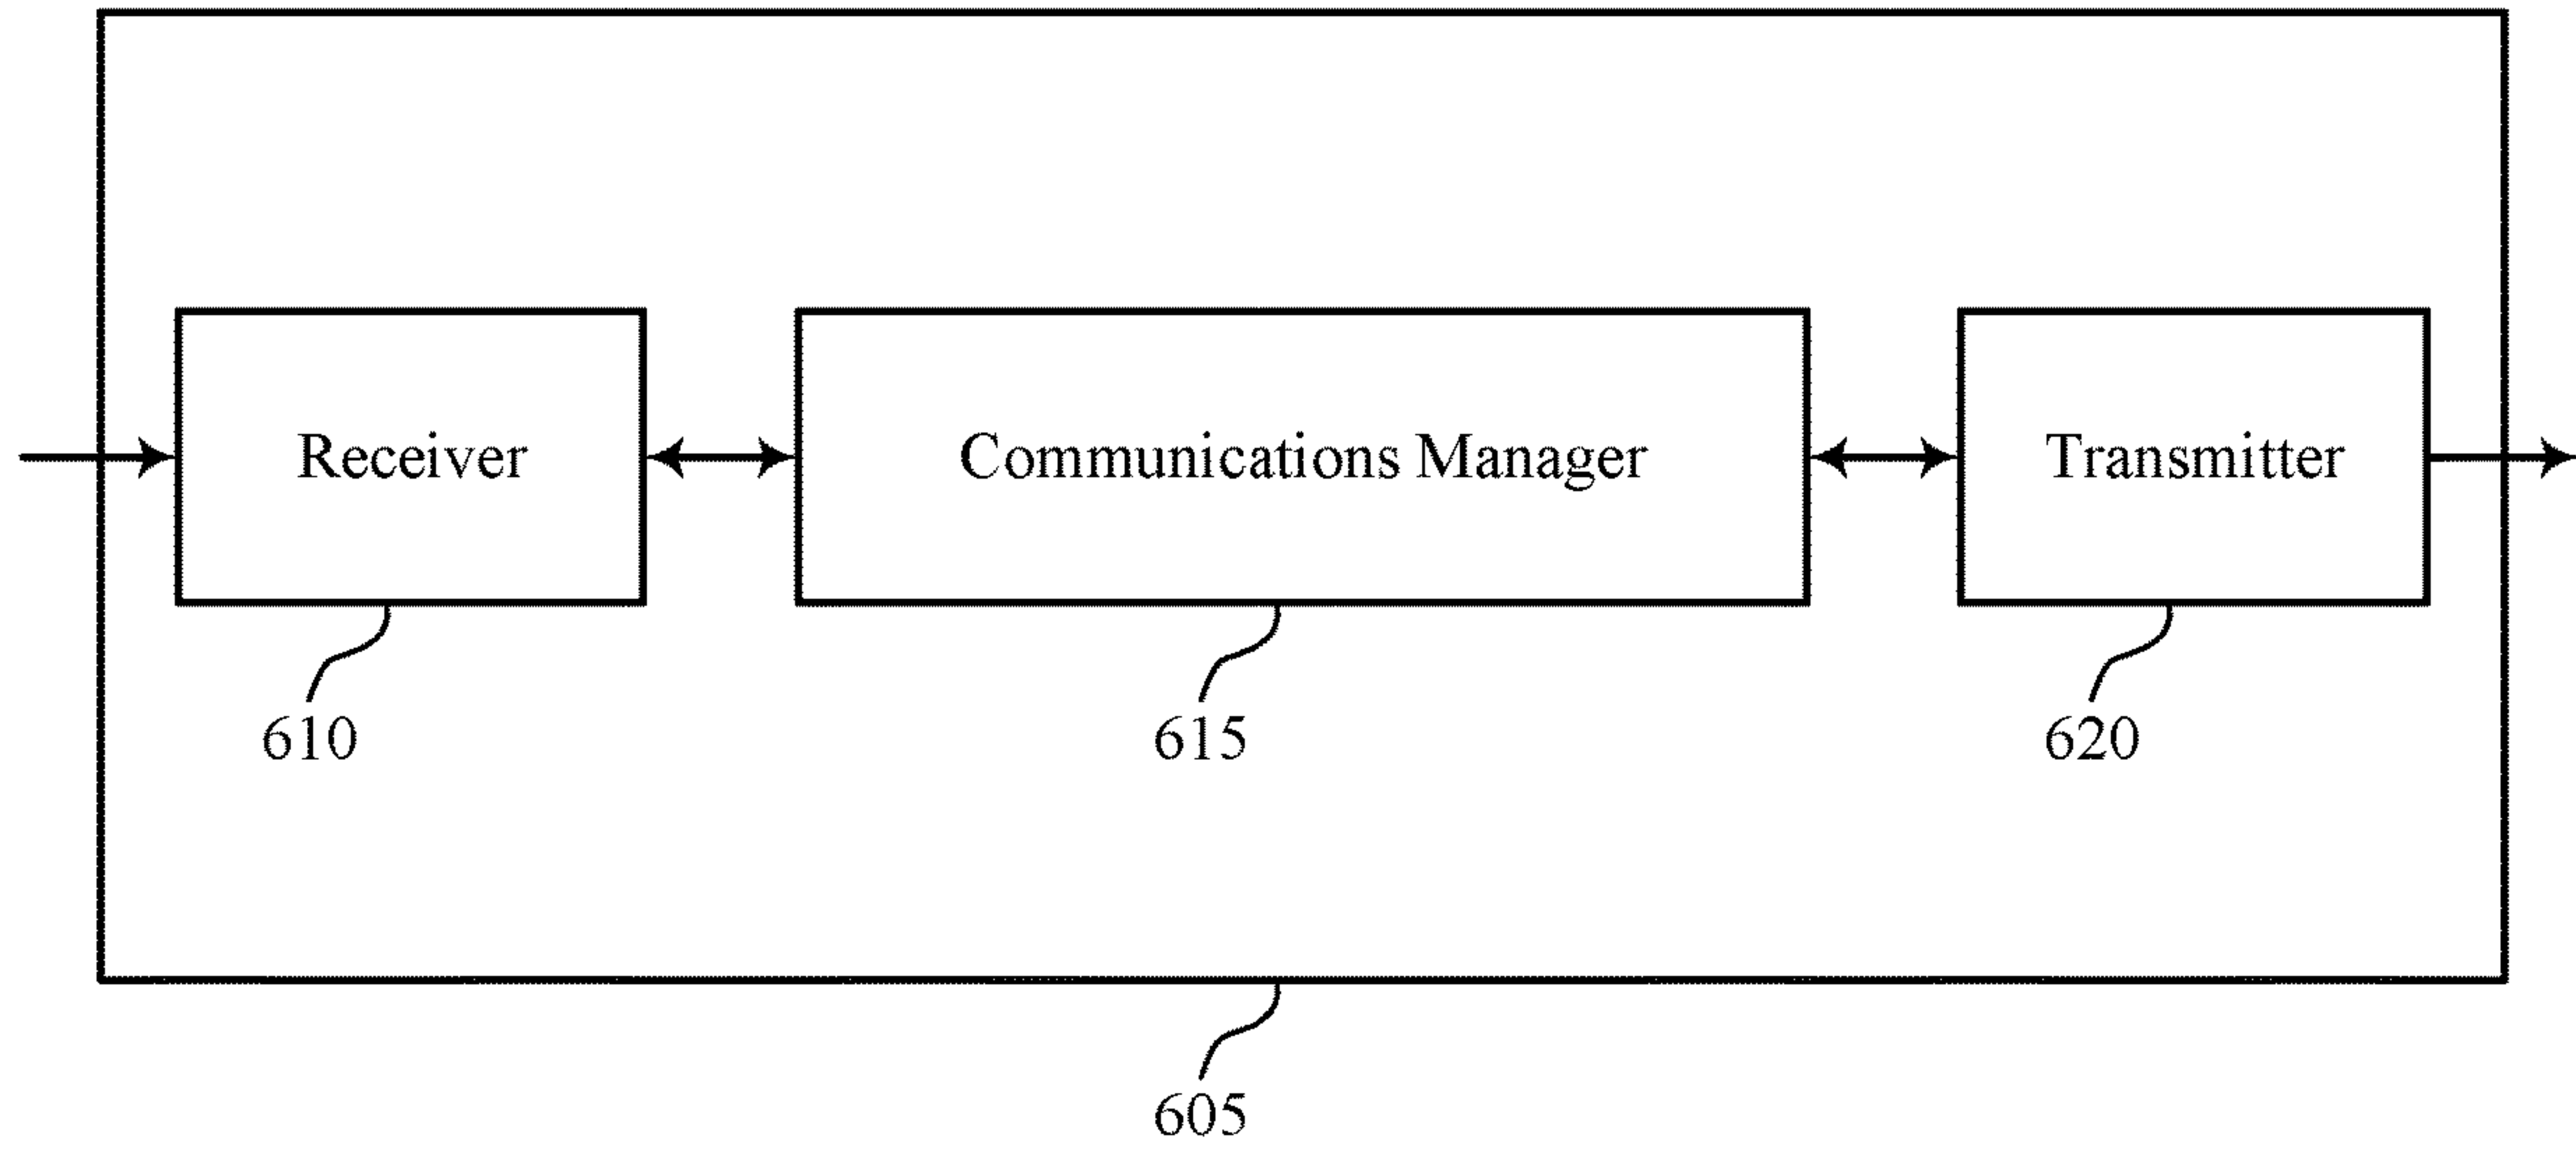 Receiver
Communications Manager
Transmitter
610
615
620
605